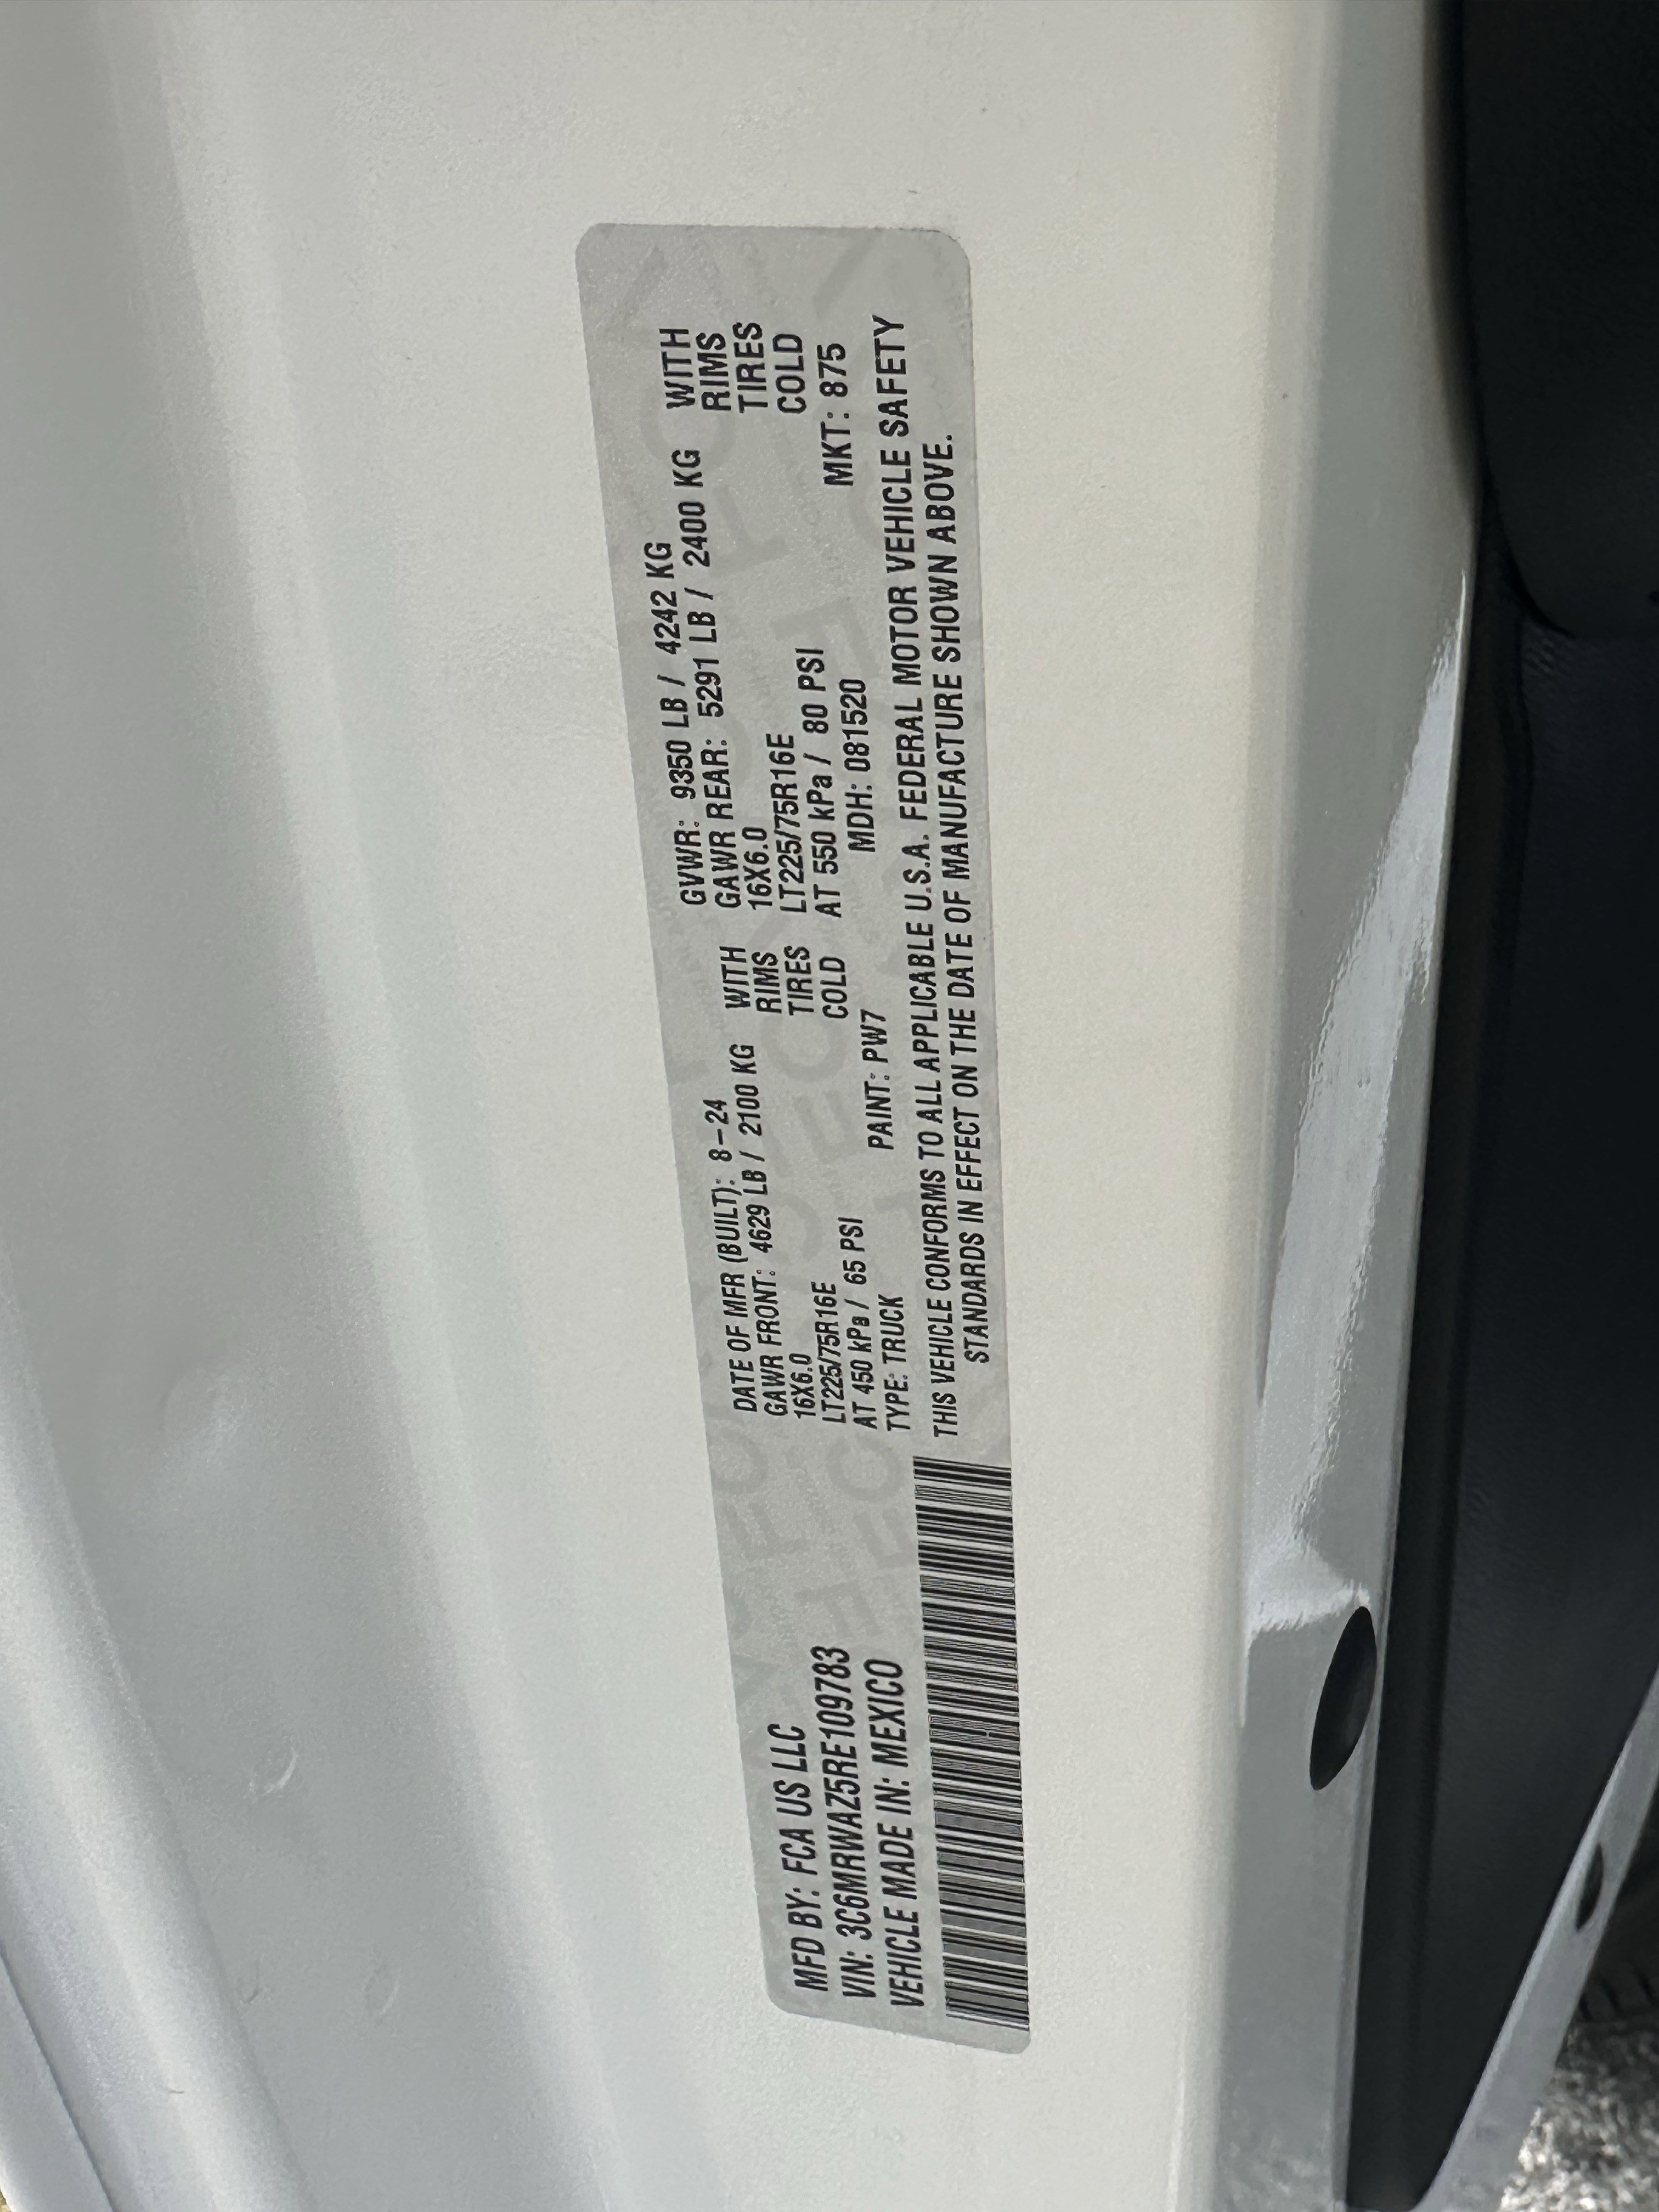 MFD BY: FCA US LLC
VIN: 3C6MRWAZ5RE109783
VEHICLE MADE IN: MEXICO
DATE OF MFR (BUILT): 8-24 GVWR: 9350 LB / 4242 KG
GAWR FRONT: 4629 LB / 2100 KG WITH GAWR REAR: 5291 LB / 2400 KG WITH
16X6.0 RIMS 16X6.0 RIMS
LT225/75R16E TIRES LT225/75R16E TIRES
AT 450 kPa / 65 PSI COLD AT 550 kPa / 80 PSI COLD
TYPE: TRUCK PAINT: PW7 MDH: 081520 MKT: 875
THIS VEHICLE CONFORMS TO ALL APPLICABLE U.S.A. FEDERAL MOTOR VEHICLE SAFETY
STANDARDS IN EFFECT ON THE DATE OF MANUFACTURE SHOWN ABOVE.